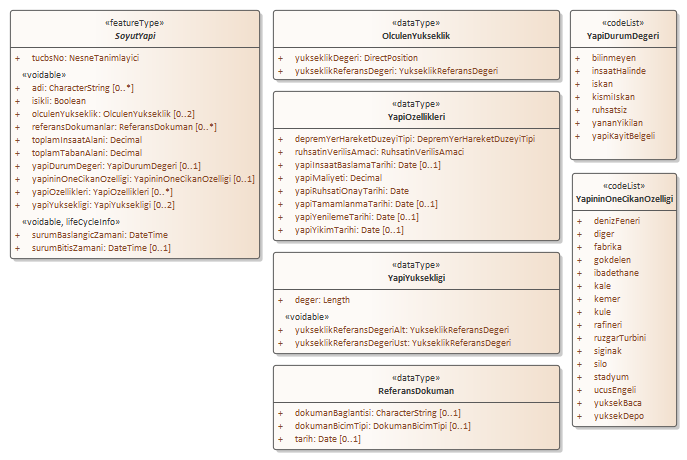 «featureType»
SoyutYapi
+ tucbsNo: NesneTanimlayici
«voidable»
+ adi: CharacterString [0..*]
+ isikli: Boolean
+ olculenYukseklik: OlculenYukseklik [0..2]
+ referansDokumanlar: ReferansDokuman [0..*]
+ toplamInsaatAlani: Decimal
+ toplamTabanAlani: Decimal
+ yapiDurumDegeri: YapiDurumDegeri [0..1]
+ yapininOneCikanOzelligi: YapininOneCikanOzelligi [0..1]
+ yapiOzellikleri: YapiOzellikleri [0..*]
+ yapiYuksekligi: YapiYuksekligi [0..2]
«voidable, lifeCycleInfo»
+ surumBaslangicZamani: DateTime
+ surumBitisZamani: DateTime [0..1]
«dataType»
OlculenYukseklik
+ yukseklikDegeri: DirectPosition
+ yukseklikReferansDegeri: YukseklikReferansDegeri
«dataType»
YapiOzellikleri
+ depremYerHareketDuzeyiTipi: DepremYerHareketDuzeyiTipi
+ ruhsatinVerilisAmaci: RuhsatinVerilisAmaci
+ yapiInsaatBaslamaTarihi: Date [0..1]
+ yapiMaliyeti: Decimal
+ yapiRuhsatiOnayTarihi: Date
+ yapiTamamlanmaTarihi: Date [0..1]
+ yapiYenilemeTarihi: Date [0..1]
+ yapiYikimTarihi: Date [0..1]
«dataType»
YapiYuksekligi
+ deger: Length
«voidable»
+ yukseklikReferansDegeriAlt: YukseklikReferansDegeri
+ yukseklikReferansDegeriUst: YukseklikReferansDegeri
«dataType»
ReferansDokuman
+ dokumanBaglantisi: CharacterString [0..1]
+ dokumanBicimTipi: DokumanBicimTipi [0..1]
+ tarih: Date [0..1]
«codeList»
YapiDurumDegeri
+ bilinmeyen
+ insaatHalinde
+ iskan
+ kismiIskan
+ ruhsatsiz
+ yananYikilan
+ yapiKayitBelgeli
«codeList»
YapininOneCikanOzelligi
+ denizFeneri
+ diger
+ fabrika
+ gokdelen
+ ibadethane
+ kale
+ kemer
+ kule
+ rafineri
+ ruzgarTurbini
+ siginak
+ silo
+ stadyum
+ ucusEngeli
+ yuksekBaca
+ yuksekDepo